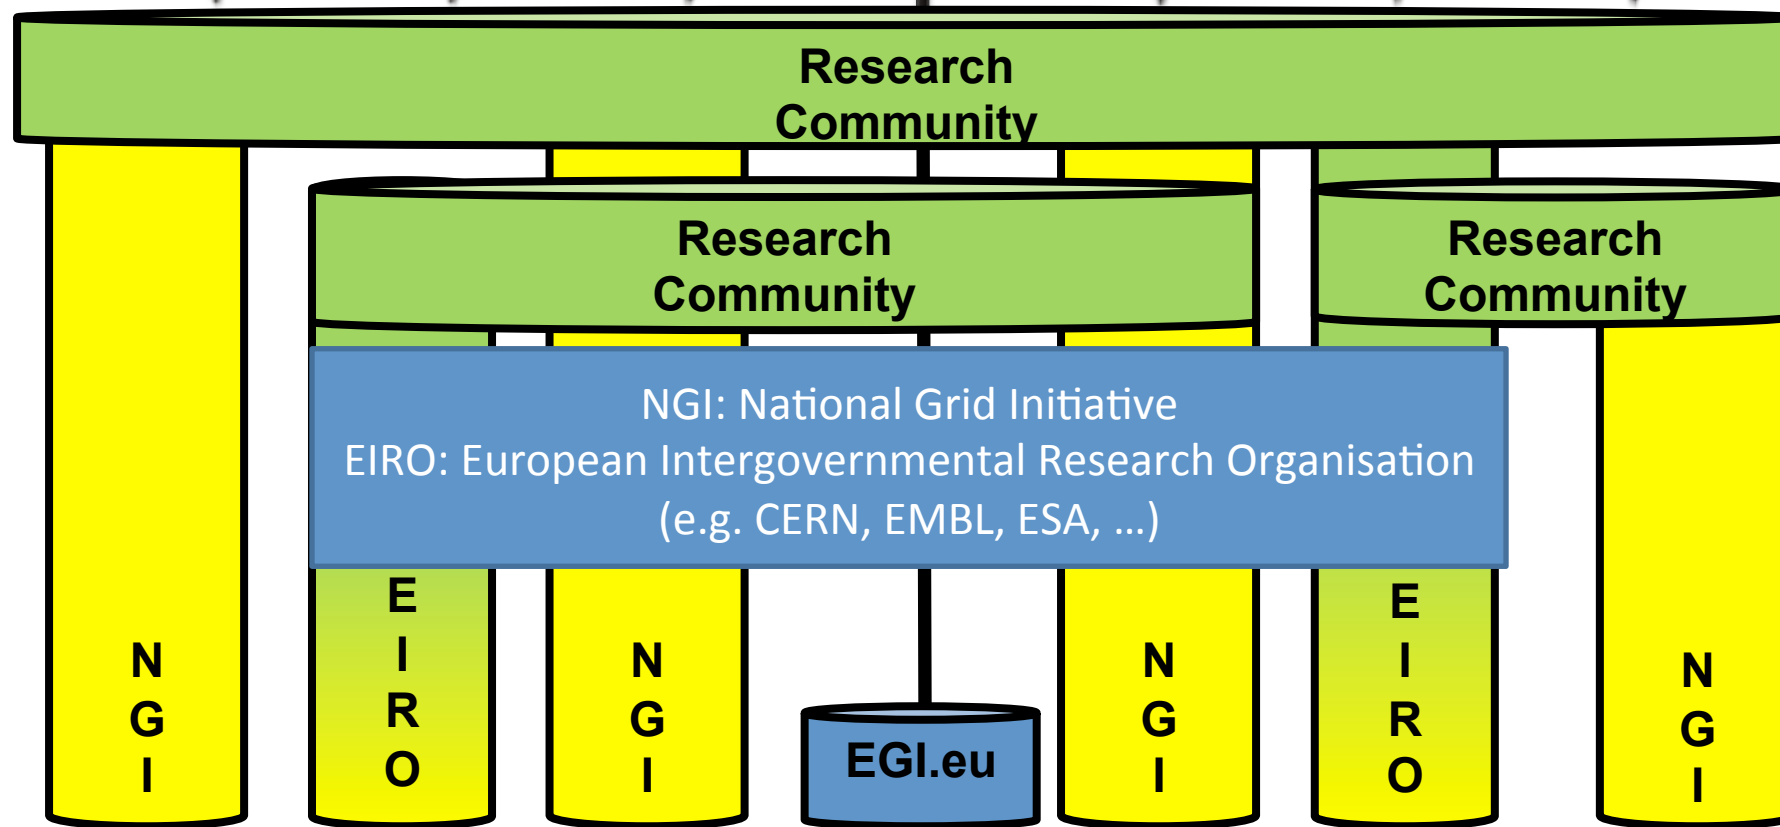 Research
Community
Research
Community
Research
Community
NGI: National Grid Initiative
EIRO: European Intergovernmental Research Organisation
(e.g. CERN, EMBL, ESA, ...)
N
G
I
E
I
R
O
N
G
I
EGI.eu
N
G
I
E
I
R
O
N
G
I